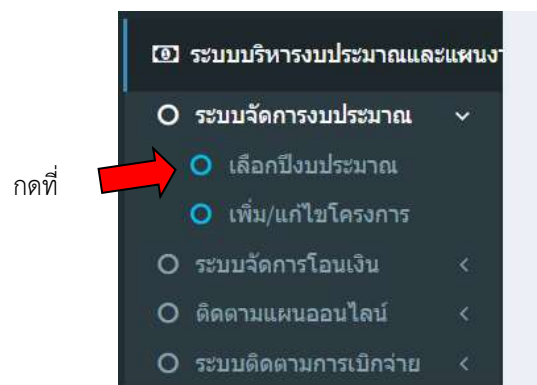 ระบบบริหารงบประมาณและแผนง
ระบบจัดการงบประมาณ
เลือกปีงบประมาณ
กดที่
เพิ่ม/แก้ไขโครงการ
ระบบจัดการโอนเงิน
ติดตามแผนออนไลน์
ระบบติดตามการเบิกจ่าย